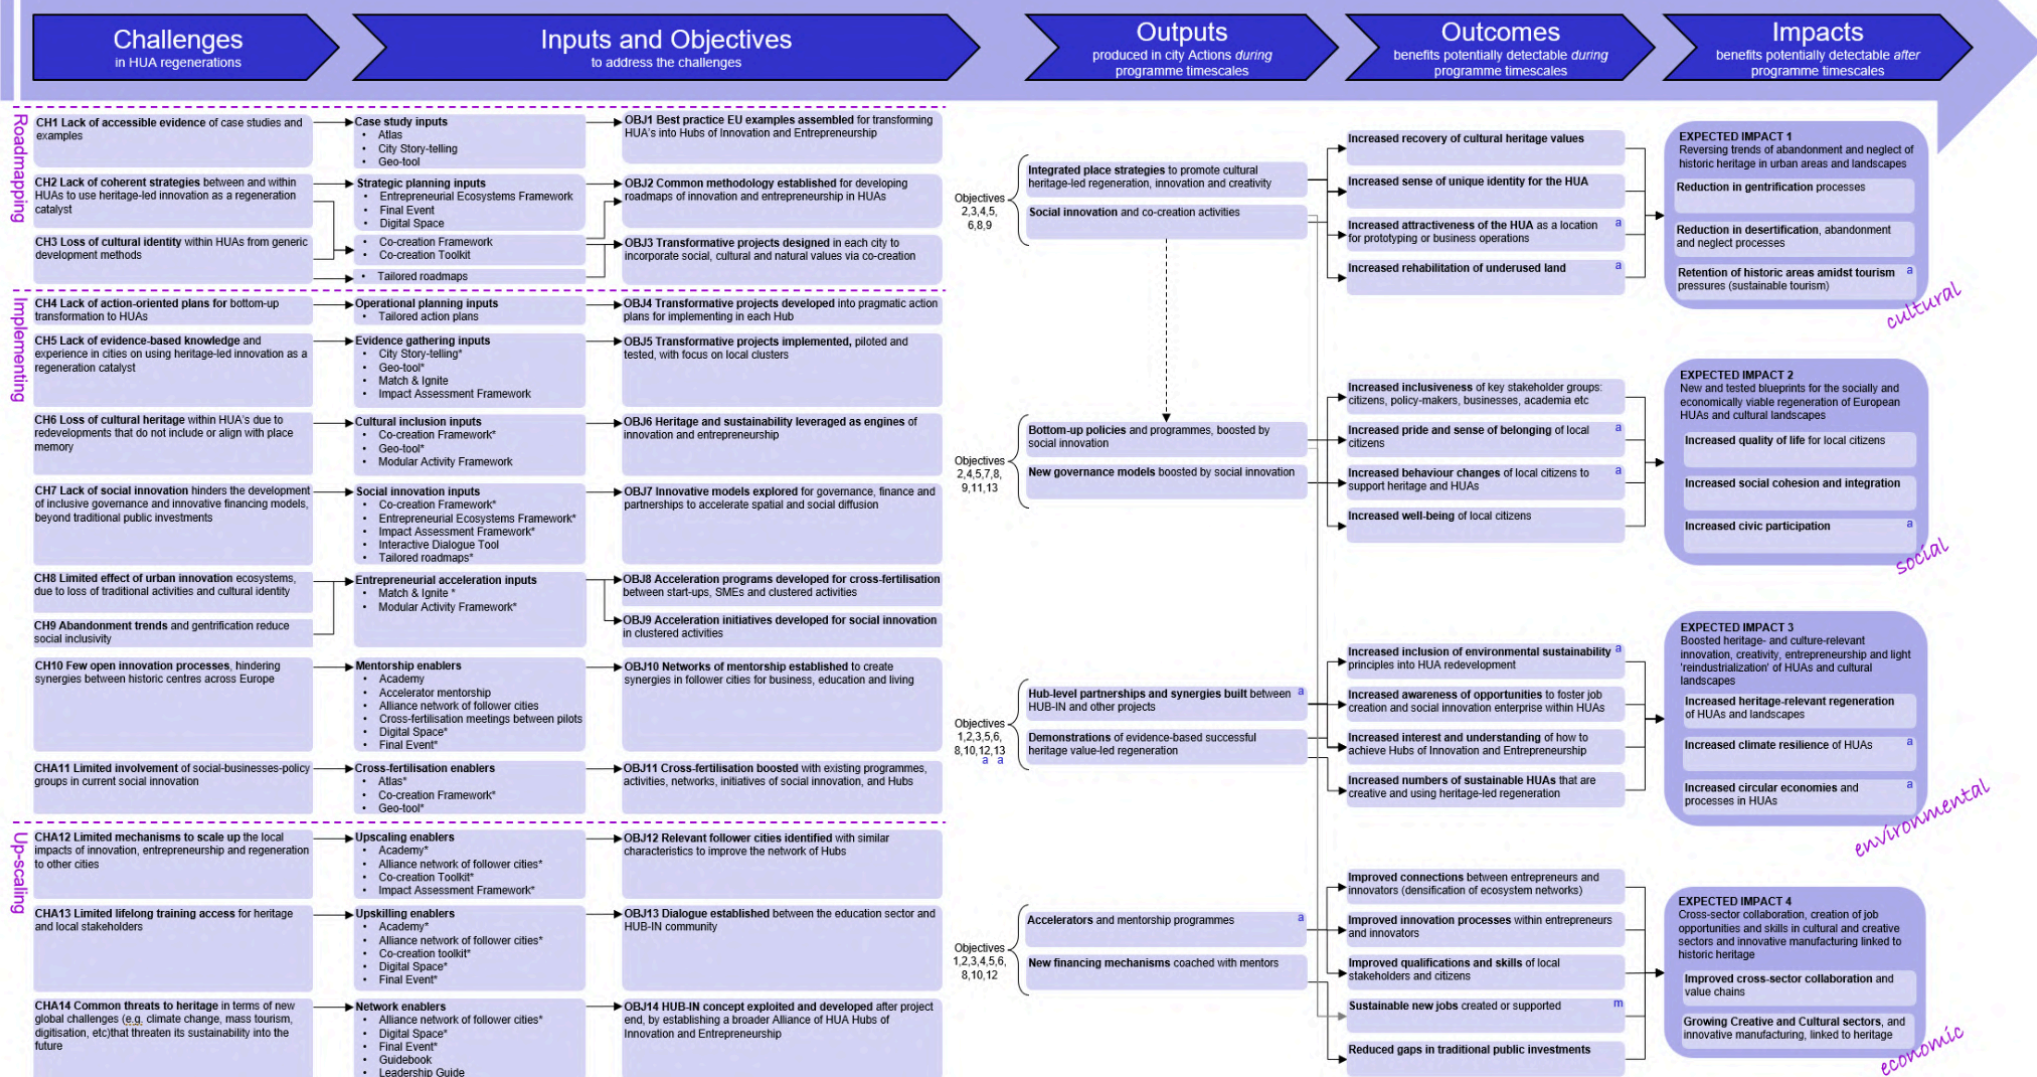 Challenges
in HUA regenerations
Inputs and Objectives
to address the challenges
Outputs
produced in city Actions during
programme timescales
Outcomes
benefits potentially detectable during
programme timescales
Impacts
benefits potentially detectable after
programme timescales
Roadmapping
CH1 Lack of accessible evidence of case studies and
examples
Case study inputs
• Atlas
• City Story-telling
• Geo-tool
OBJ1 Best practice EU examples assembled for transforming
HUA's into Hubs of Innovation and Entrepreneurship
CH2 Lack of coherent strategies between and within
HUAs to use heritage-led innovation as a regeneration
catalyst
Strategic planning inputs
• Entrepreneurial Ecosystems Framework
• Final Event
• Digital Space
OBJ2 Common methodology established for developing
roadmaps of innovation and entrepreneurship in HUAs
CH3 Loss of cultural identity within HUAs from generic
development methods
• Co-creation Framework
• Co-creation Toolkit
• Tailored roadmaps
OBJ3 Transformative projects designed in each city to
incorporate social, cultural and natural values via co-creation
Implementing
CH4 Lack of action-oriented plans for bottom-up
transformation to HUAs
Operational planning inputs
• Tailored action plans
OBJ4 Transformative projects developed into pragmatic action
plans for implementing in each Hub
CH5 Lack of evidence-based knowledge and
experience in cities on using heritage-led innovation as a
regeneration catalyst
Evidence gathering inputs
• City Story-telling*
• Geo-tool*
• Match & Ignite
• Impact Assessment Framework
OBJ5 Transformative projects implemented, piloted and
tested, with focus on local clusters
CH6 Loss of cultural heritage within HUA's due to
redevelopments that do not include or align with place
memory
Cultural inclusion inputs
• Co-creation Framework*
• Geo-tool*
• Modular Activity Framework
OBJ6 Heritage and sustainability leveraged as engines of
innovation and entrepreneurship
CH7 Lack of social innovation hinders the development
of inclusive governance and innovative financing models,
beyond traditional public investments
Social innovation inputs
• Co-creation Framework*
• Entrepreneurial Ecosystems Framework*
• Impact Assessment Framework*
• Interactive Dialogue Tool
• Tailored roadmaps*
OBJ7 Innovative models explored for governance, finance and
partnerships to accelerate spatial and social diffusion
CH8 Limited effect of urban innovation ecosystems,
due to loss of traditional activities and cultural identity
CH9 Abandonment trends and gentrification reduce
social inclusivity
Entrepreneurial acceleration inputs
• Match & Ignite *
• Modular Activity Framework*
OBJ8 Acceleration programs developed for cross-fertilisation
between start-ups, SMEs and clustered activities
OBJ9 Acceleration initiatives developed for social innovation
in clustered activities
CH10 Few open innovation processes, hindering
synergies between historic centres across Europe
Mentorship enablers
• Academy
• Accelerator mentorship
• Alliance network of follower cities
• Cross-fertilisation meetings between pilots
• Digital Space*
• Final Event*
OBJ10 Networks of mentorship established to create
synergies in follower cities for business, education and living
CHA11 Limited involvement of social-businesses-policy
groups in current social innovation
Cross-fertilisation enablers
• Atlas*
• Co-creation Framework*
• Geo-tool*
OBJ11 Cross-fertilisation boosted with existing programmes,
activities, networks, initiatives of social innovation, and Hubs
Up-scaling
CHA12 Limited mechanisms to scale up the local
impacts of innovation, entrepreneurship and regeneration
to other cities
Upscaling enablers
• Academy*
• Alliance network of follower cities*
• Co-creation Toolkit*
• Impact Assessment Framework*
OBJ12 Relevant follower cities identified with similar
characteristics to improve the network of Hubs
CHA13 Limited lifelong training access for heritage
and local stakeholders
Upskilling enablers
• Academy*
• Alliance network of follower cities*
• Co-creation toolkit*
• Digital Space*
• Final Event*
OBJ13 Dialogue established between the education sector and
HUB-IN community
CHA14 Common threats to heritage in terms of new
global challenges (e.g. climate change, mass tourism,
digitisation, etc)that threaten its sustainability into the
future
Network enablers
• Alliance network of follower cities*
• Digital Space*
• Final Event*
• Guidebook
• Leadership Guide
OBJ14 HUB-IN concept exploited and developed after project
end, by establishing a broader Alliance of HUA Hubs of
Innovation and Entrepreneurship
Objectives
2,3,4,5,
6,8,9
Integrated place strategies to promote cultural
heritage-led regeneration, innovation and creativity
Social innovation and co-creation activities
Increased recovery of cultural heritage values
Increased sense of unique identity for the HUA
Increased attractiveness of the HUA as a location a
for prototyping or business operations
Increased rehabilitation of underused land a
EXPECTED IMPACT 1
Reversing trends of abandonment and neglect of
historic heritage in urban areas and landscapes
Reduction in gentrification processes
Reduction in desertification, abandonment
and neglect processes
Retention of historic areas amidst tourism a
pressures (sustainable tourism)
cultural
Objectives
2,4,5,7,8,
9,11,13
Bottom-up policies and programmes, boosted by
social innovation
New governance models boosted by social innovation
Increased inclusiveness of key stakeholder groups:
citizens, policy-makers, businesses, academia etc
Increased pride and sense of belonging of local a
citizens
Increased behaviour changes of local citizens to a
support heritage and HUAs
Increased well-being of local citizens
EXPECTED IMPACT 2
New and tested blueprints for the socially and
economically viable regeneration of European
HUAs and cultural landscapes
Increased quality of life for local citizens
Increased social cohesion and integration
Increased civic participation a
social
Objectives
1,2,3,5,6,
8,10,12,13
a a
Hub-level partnerships and synergies built between a
HUB-IN and other projects
Demonstrations of evidence-based successful
heritage value-led regeneration
Increased inclusion of environmental sustainability a
principles into HUA redevelopment
Increased awareness of opportunities to foster job
creation and social innovation enterprise within HUAs
Increased interest and understanding of how to
achieve Hubs of Innovation and Entrepreneurship
Increased numbers of sustainable HUAs that are
creative and using heritage-led regeneration
EXPECTED IMPACT 3
Boosted heritage- and culture-relevant
innovation, creativity, entrepreneurship and light
'reindustrialization' of HUAs and cultural
landscapes
Increased heritage-relevant regeneration
of HUAs and landscapes
Increased climate resilience of HUAs a
Increased circular economies and a
processes in HUAs
environmental
Objectives
1,2,3,4,5,6,
8,10,12
Accelerators and mentorship programmes a
New financing mechanisms coached with mentors
Improved connections between entrepreneurs and
innovators (densification of ecosystem networks)
Improved innovation processes within entrepreneurs
and innovators
Improved qualifications and skills of local
stakeholders and citizens
Sustainable new jobs created or supported m
Reduced gaps in traditional public investments
EXPECTED IMPACT 4
Cross-sector collaboration, creation of job
opportunities and skills in cultural and creative
sectors and innovative manufacturing linked to
historic heritage
Improved cross-sector collaboration and
value chains
Growing Creative and Cultural sectors, and
innovative manufacturing, linked to heritage
economic